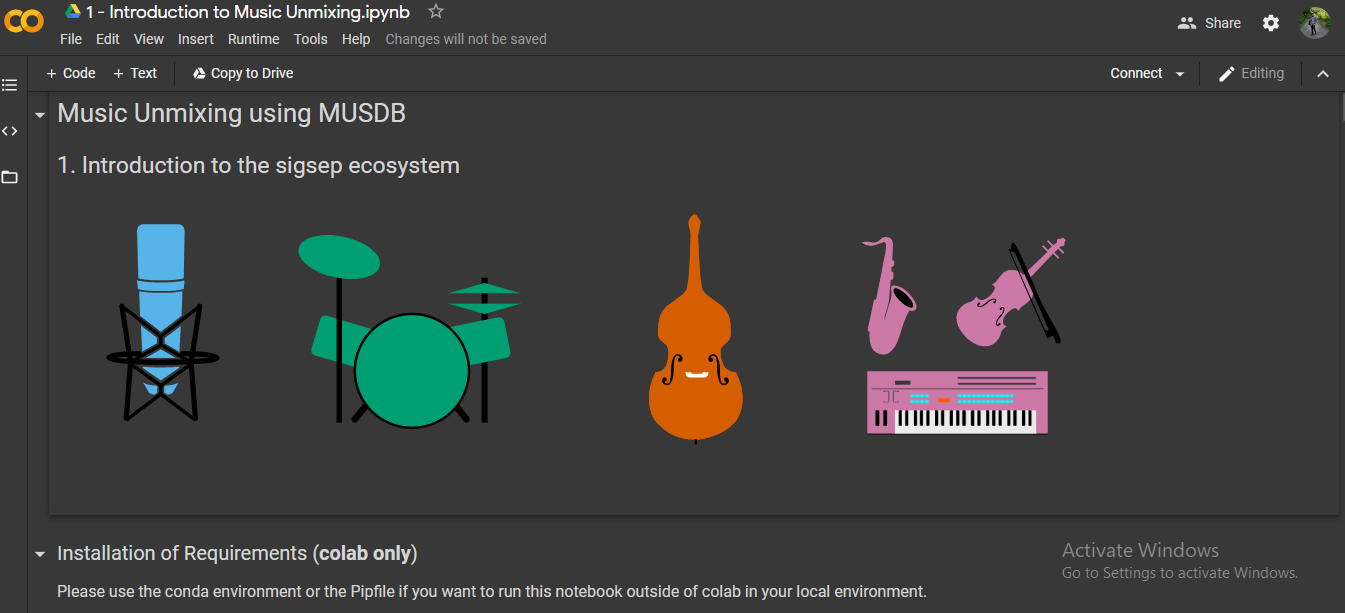 1 - Introduction to Music Unmixing.ipynb
File Edit View Insert Runtime Tools Help Changes will not be saved
Share
+ Code + Text Copy to Drive
Connect Editing
Music Unmixing using MUSDB
1. Introduction to the sigsep ecosystem
Installation of Requirements (colab only)
Please use the conda environment or the Pipfile if you want to run this notebook outside of colab in your local environment.
Activate Windows
Go to Settings to activate Windows.